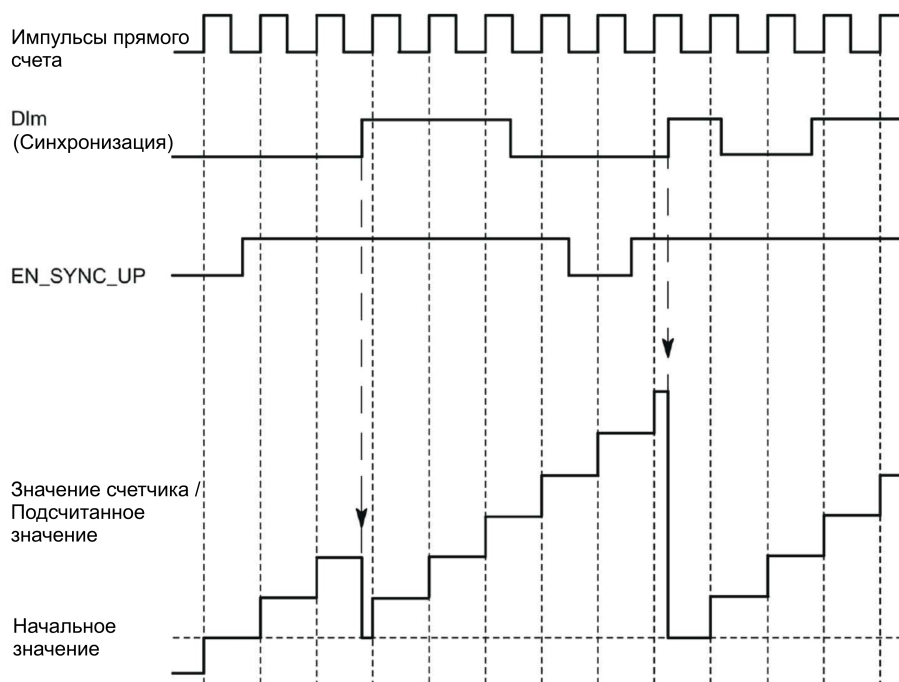 Импульсы прямого
счета
DIm
(Синхронизация)
EN_SYNC_UP
Значение счетчика /
Подсчитанное
значение
Начальное
значение